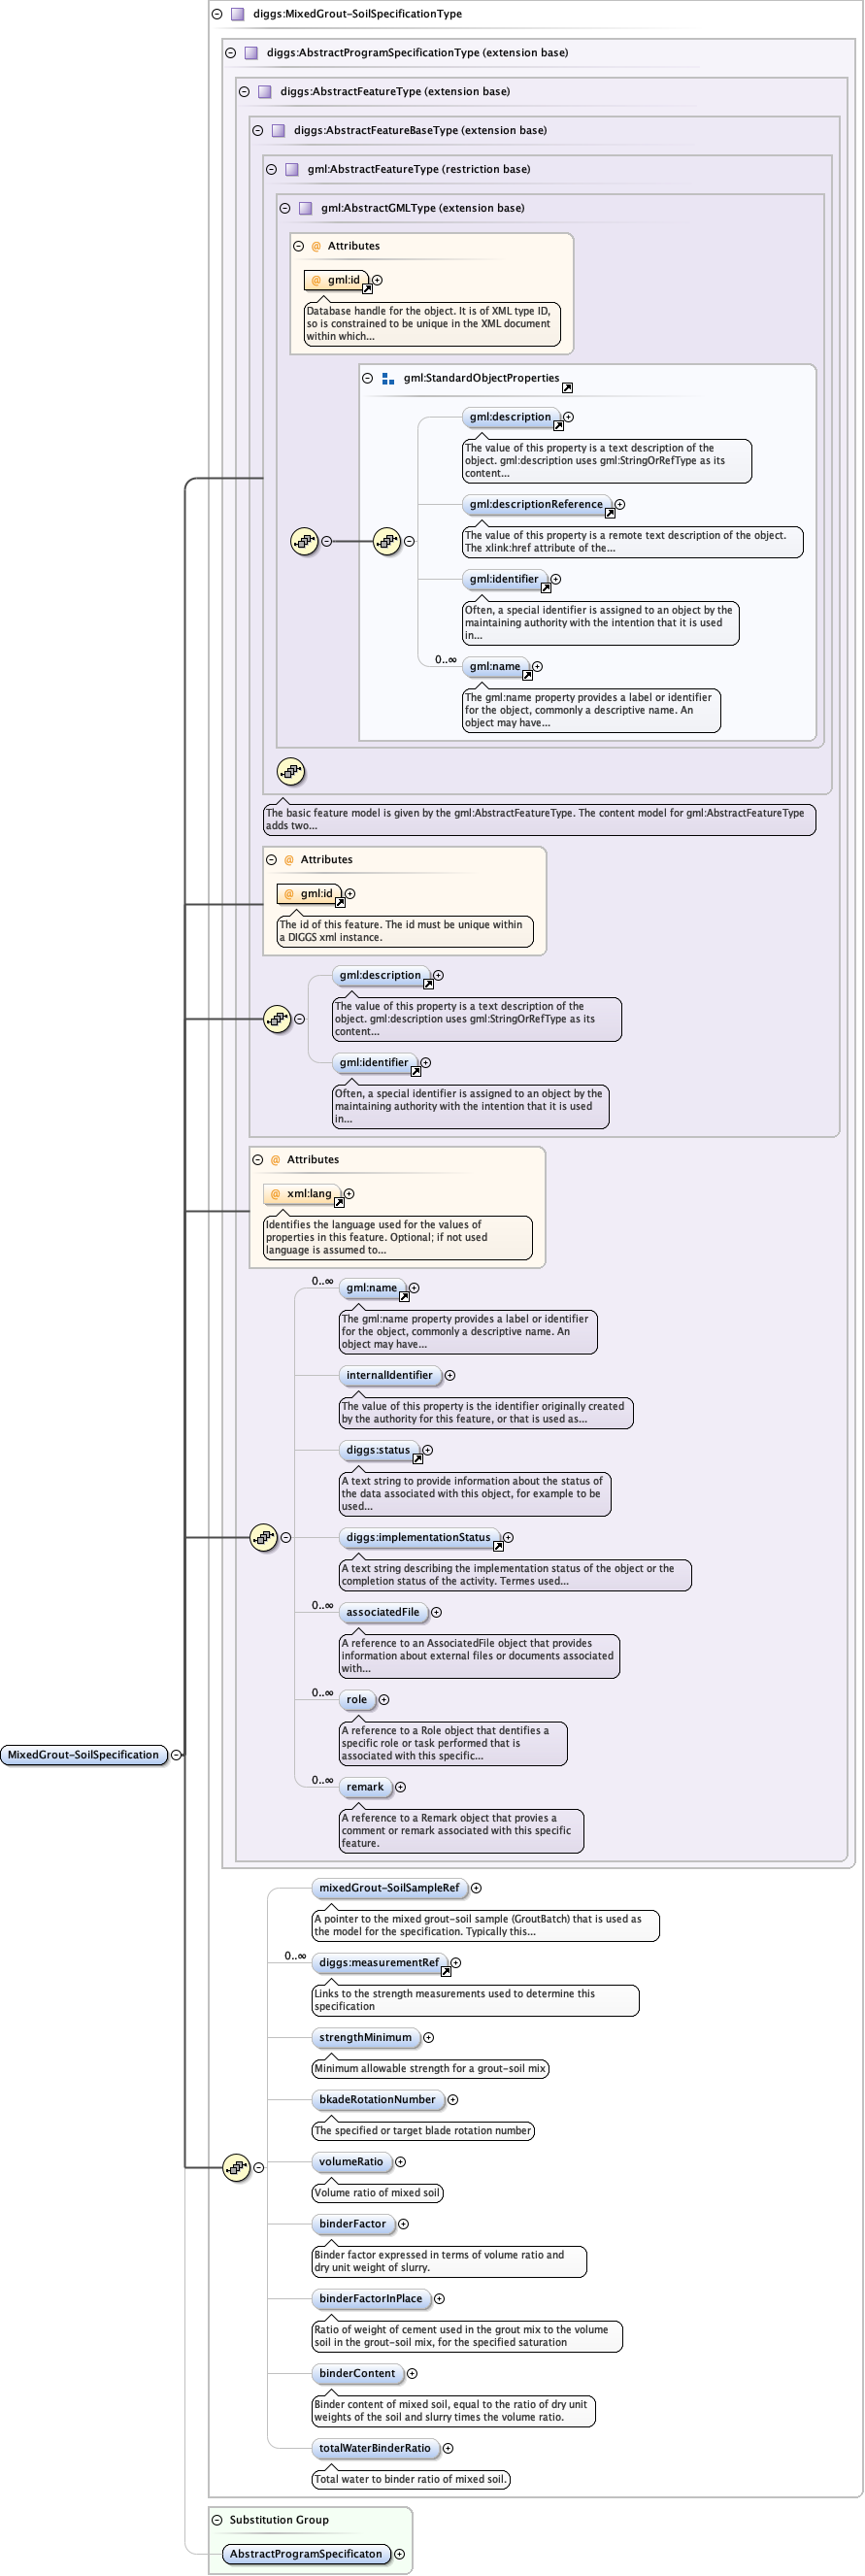 diggs:MixedGrout-SoilSpecificationType
diggs:AbstractProgramSpecificationType (extension base)
diggs:AbstractFeatureType (extension base)
diggs:AbstractFeatureBaseType (extension base)
gml:AbstractFeatureType (restriction base)
gml:AbstractGMLType (extension base)
@ Attributes
@ gml:id
Database handle for the object. It is of XML type ID,
so is constrained to be unique in the XML document
within which...
gml:StandardObjectProperties
gml:description
The value of this property is a text description of the
object. gml:description uses gml:StringOrRefType as its
content...
gml:descriptionReference
The value of this property is a remote text description of the object.
The xlink:href attribute of the...
gml:identifier
Often, a special identifier is assigned to an object by the
maintaining authority with the intention that it is used
in...
0..∞
gml:name
The gml:name property provides a label or identifier
for the object, commonly a descriptive name. An
object may have...
The basic feature model is given by the gml:AbstractFeatureType. The content model for gml:AbstractFeatureType
adds two...
@ Attributes
@ gml:id
The id of this feature. The id must be unique within
a DIGGS xml instance.
gml:description
The value of this property is a text description of the
object. gml:description uses gml:StringOrRefType as its
content...
gml:identifier
Often, a special identifier is assigned to an object by the
maintaining authority with the intention that it is used
in...
@ Attributes
@ xml:lang
Identifies the language used for the values of
properties in this feature. Optional; if not used
language is assumed to...
0..∞
gml:name
The gml:name property provides a label or identifier
for the object, commonly a descriptive name. An
object may have...
internalIdentifier
The value of this property is the identifier originally created
by the authority for this feature, or that is used as...
diggs:status
A text string to provide information about the status of
the data associated with this object, for example to be
used...
diggs:implementationStatus
A text string describing the implementation status of the object or the
completion status of the activity. Termes used...
0..∞
associatedFile
A reference to an AssociatedFile object that provides
information about external files or documents associated
with...
0..∞
role
A reference to a Role object that dentifies a
specific role or task performed that is
associated with this specific...
MixedGrout-SoilSpecification
0..∞
remark
A reference to a Remark object that provies a
comment or remark associated with this specific
feature.
mixedGrout-SoilSampleRef
A pointer to the mixed grout-soil sample (GroutBatch) that is used as
the model for the specification. Typically this...
0..∞
diggs:measurementRef
Links to the strength measurements used to determine this
specification
strengthMinimum
Minimum allowable strength for a grout-soil mix
bkadeRotationNumber
The specified or target blade rotation number
volumeRatio
Volume ratio of mixed soil
binderFactor
Binder factor expressed in terms of volume ratio and
dry unit weight of slurry.
binderFactorInPlace
Ratio of weight of cement used in the grout mix to the volume
soil in the grout-soil mix, for the specified saturation
binderContent
Binder content of mixed soil, equal to the ratio of dry unit
weights of the soil and slurry times the volume ratio.
totalWaterBinderRatio
Total water to binder ratio of mixed soil.
Substitution Group
AbstractProgramSpecificaton